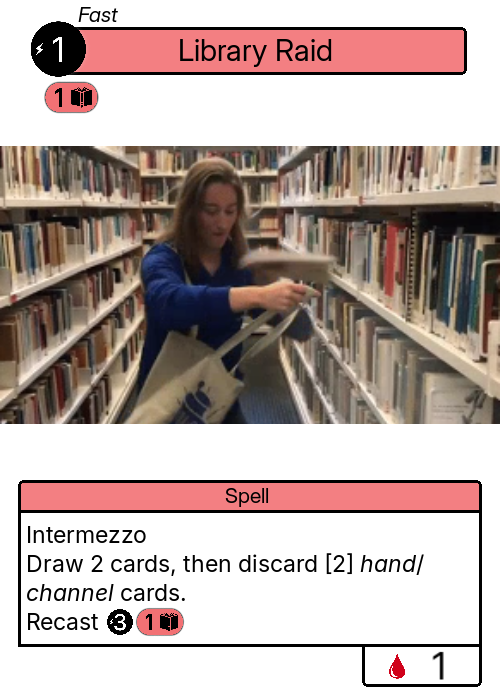 Fast
1
Library Raid
1
Spell
Intermezzo
Draw 2 cards, then discard [2] hand/
channel cards.
Recast 3 1
1